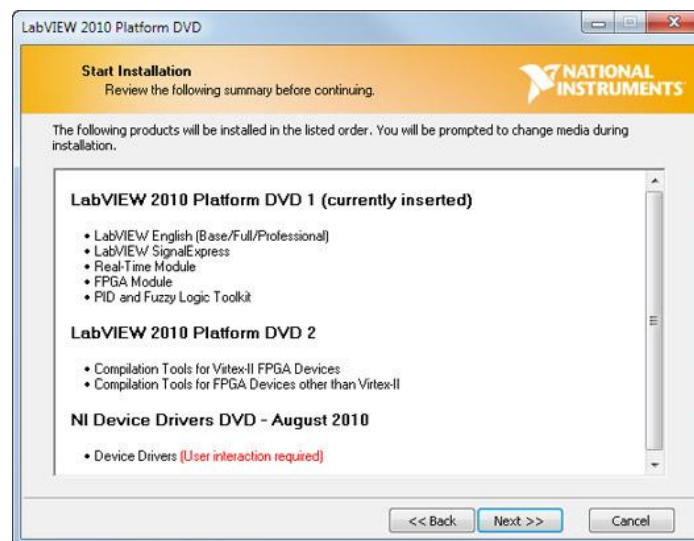 LabVIEW 2010 Platform DVD
Start Installation
Review the following summary before continuing.
NATIONAL
INSTRUMENTS
The following products will be installed in the listed order. You will be prompted to change media during
installation.
LabVIEW 2010 Platform DVD 1 (currently inserted)
• LabVIEW English (Base/Full/Professional)
• LabVIEW SignalExpress
• Real-Time Module
• FPGA Module
• PID and Fuzzy Logic Toolkit
LabVIEW 2010 Platform DVD 2
• Compilation Tools for Virtex-II FPGA Devices
• Compilation Tools for FPGA Devices other than Virtex-II
NI Device Drivers DVD - August 2010
• Device Drivers (User interaction required)
<< Back
Next >>
Cancel